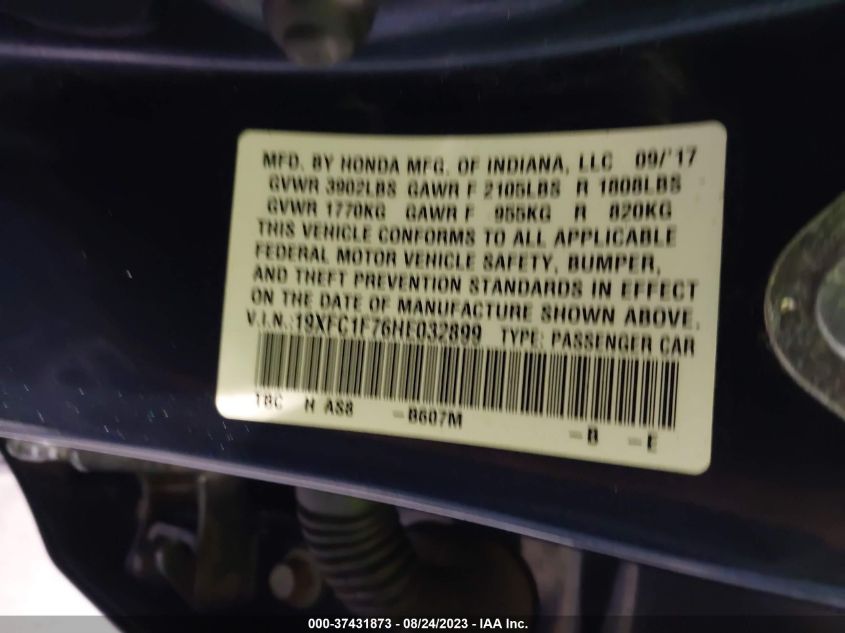 MFD. BY HONDA MFG. OF INDIANA, LLC 09/'17
GVWR 3902LBS GAWR F 2105LBS R 1808LBS
GVWR 1770KG GAWR F 955KG R 820KG
THIS VEHICLE CONFORMS TO ALL APPLICABLE
FEDERAL MOTOR VEHICLE SAFETY, BUMPER,
AND THEFT PREVENTION STANDARDS IN EFFECT
ON THE DATE OF MANUFACTURE SHOWN ABOVE.
V.I.N.:19XFC1F76HE032899 TYPE: PASSENGER CAR
TBC H AS8 -B607M -B -E
000-37431873 - 08/24/2023 - IAA Inc.